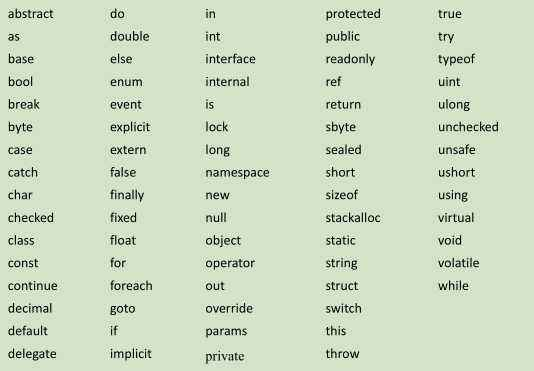 abstract do in protected true
as double int public try
base else interface readonly typeof
bool enum internal ref uint
break event is return ulong
byte explicit lock sbyte unchecked
case extern long sealed unsafe
catch false namespace short ushort
char finally new sizeof using
checked fixed null stackalloc virtual
class float object static void
const for operator string volatile
continue foreach out struct while
decimal goto override switch
default if params this
delegate implicit private throw